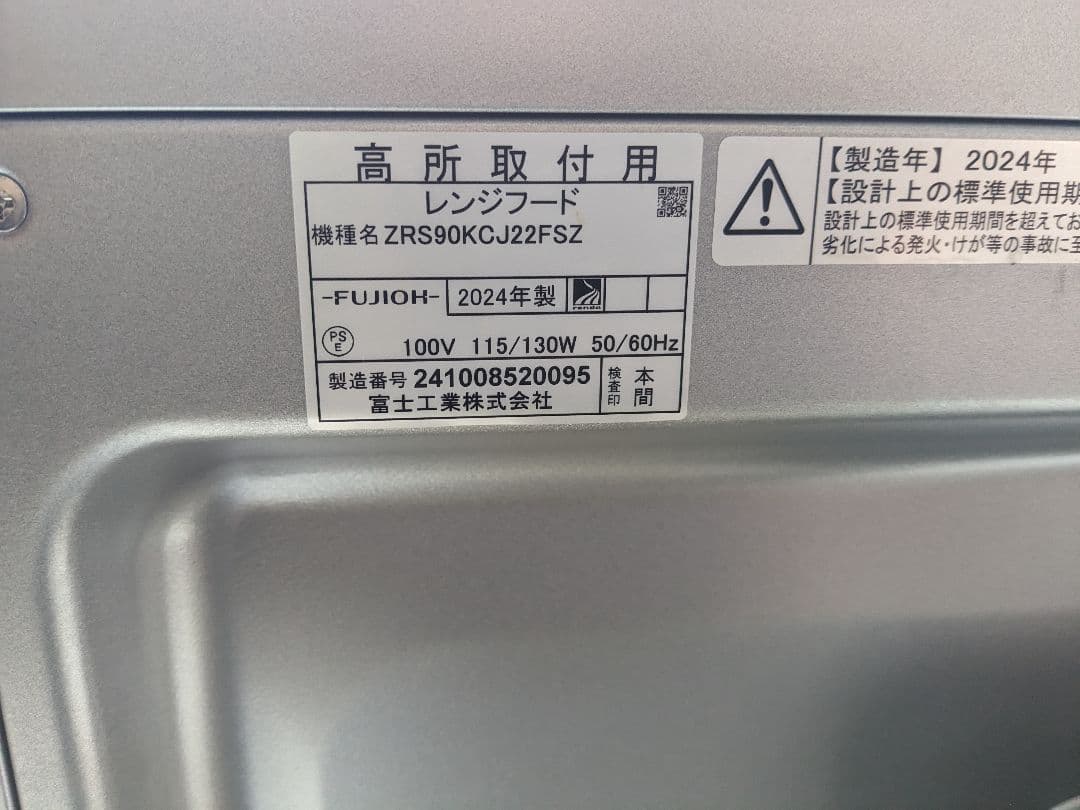 高所取付用
レンジフード
機種名 ZRS90KCJ22FSZ
-FUJIOH- 2024年製
PS
E
100V 115/130W 50/60Hz
製造番号 241008520095
富士工業株式会社
検査印 本間
【製造年】 2024年
【設計上の標準使用期
設計上の標準使用期間を超えてお
劣化による発火・けが等の事故に至